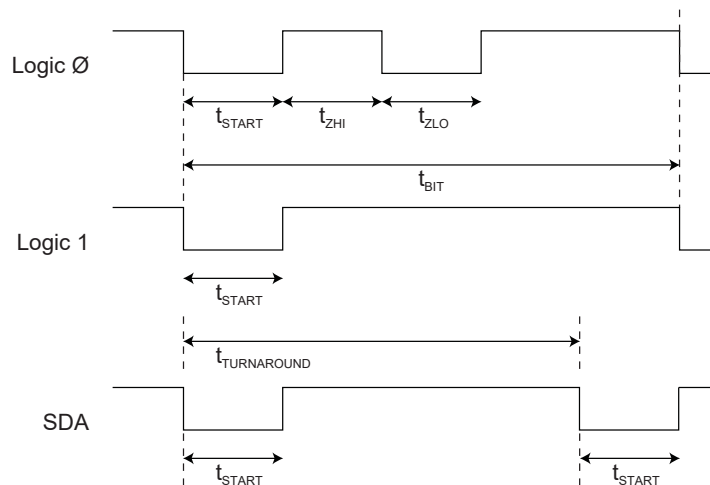 Logic Ø
tSTART tZHI tZLO
tBIT
Logic 1
tSTART
tTURNAROUND
SDA
tSTART tSTART